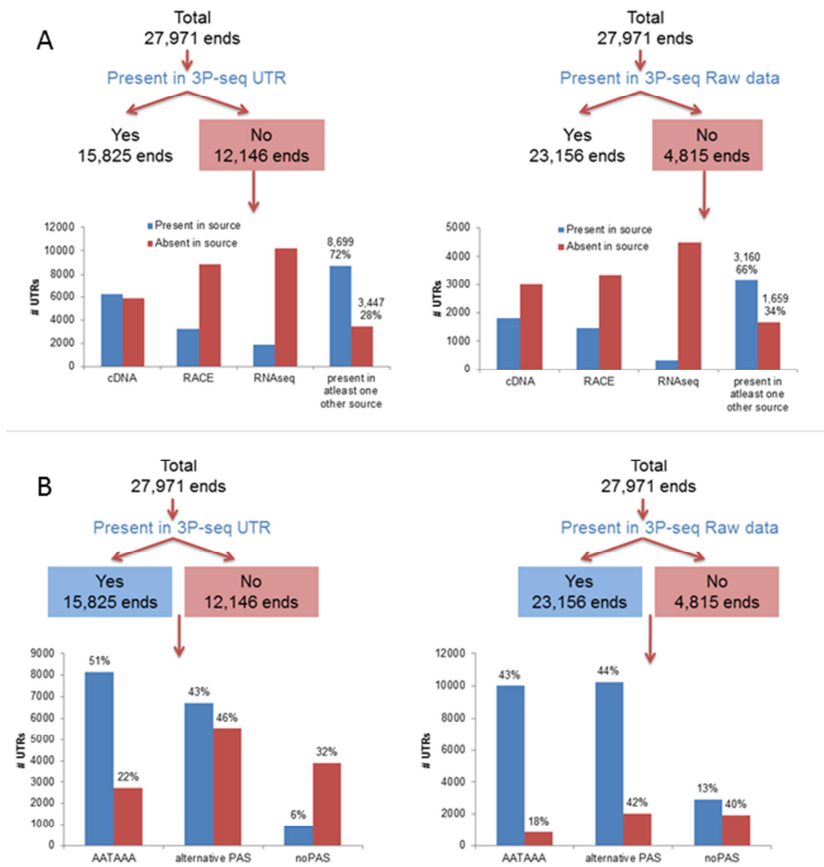 A
Total
27,971 ends
Present in 3P-seq UTR
Yes
15,825 ends
No
12,146 ends
12000
10000
8000
6000
4000
2000
0
# UTRs
Present in source
Absent in source
8,699
72%
3,447
28%
cDNA
RACE
RNAseq
present in
atleast one
other source
Total
27,971 ends
Present in 3P-seq Raw data
Yes
23,156 ends
No
4,815 ends
5000
4000
3000
2000
1000
0
# UTRs
Present in source
Absent in source
3,160
66%
1,659
34%
cDNA
RACE
RNAseq
present in
atleast one
other source
B
Total
27,971 ends
Present in 3P-seq UTR
Yes
15,825 ends
No
12,146 ends
9000
8000
7000
6000
5000
4000
3000
2000
1000
0
# UTRs
51%
22%
43%
46%
6%
32%
AATAAA
alternative PAS
noPAS
Total
27,971 ends
Present in 3P-seq Raw data
Yes
23,156 ends
No
4,815 ends
12000
10000
8000
6000
4000
2000
0
# UTRs
43%
18%
44%
42%
13%
40%
AATAAA
alternative PAS
noPAS